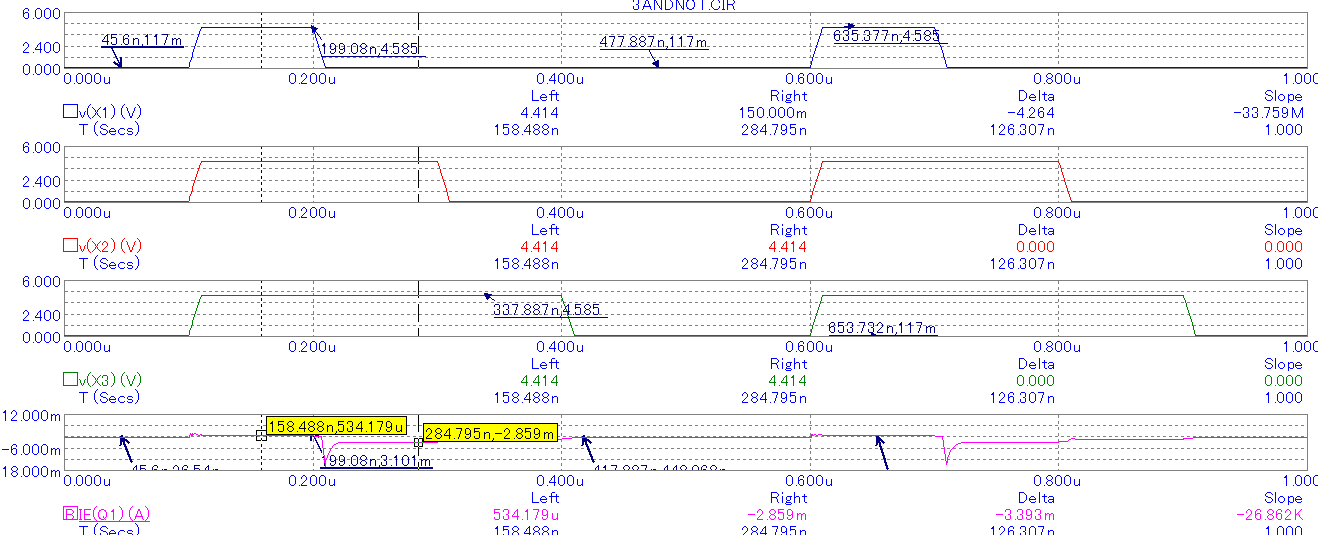 3ANDNOT.CIR
6.000
45.6n,117m
199.08n,4.585
477.887n,117m
635.377n,4.585
2.400
0.000
0.000u 0.200u 0.400u 0.600u 0.800u 1.000
Left Right Delta Slope
v(X1) (V) 4.414 150.000m -4.264 -33.759M
T (Secs) 158.488n 284.795n 126.307n 1.000
6.000
2.400
0.000
0.000u 0.200u 0.400u 0.600u 0.800u 1.000
Left Right Delta Slope
v(X2) (V) 4.414 4.414 0.000 0.000
T (Secs) 158.488n 284.795n 126.307n 1.000
6.000
337.887n,4.585
2.400
653.732n,117m
0.000
0.000u 0.200u 0.400u 0.600u 0.800u 1.000
Left Right Delta Slope
v(X3) (V) 4.414 4.414 0.000 0.000
T (Secs) 158.488n 284.795n 126.307n 1.000
12.000m
158.488n,534.179u
284.795n,-2.859m
-6.000m
199.08n,3.101m
18.000m
0.000u 0.200u 0.400u 0.600u 0.800u 1.000
Left Right Delta Slope
B IE(Q1) (A) 534.179u -2.859m -3.393m -26.862K
T (Secs) 158.488n 284.795n 126.307n 1.000